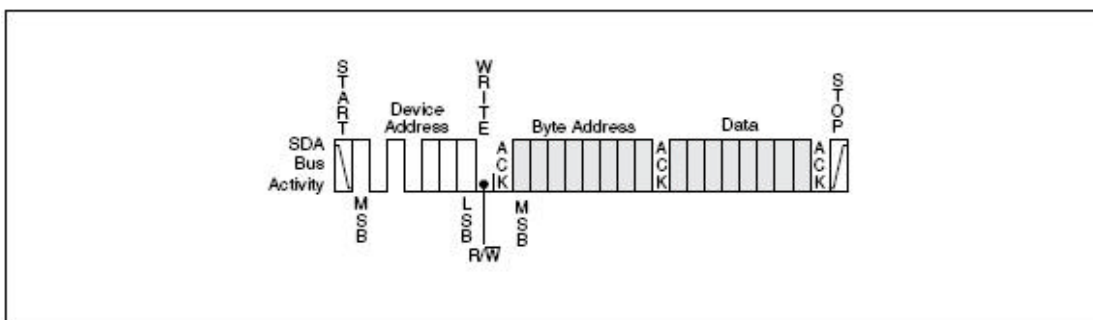 START
WRITE
STOP
Device
Address
Byte Address
Data
SDA
Bus
Activity
ACK
ACK
ACK
MSB
LSB
MSB
R/W